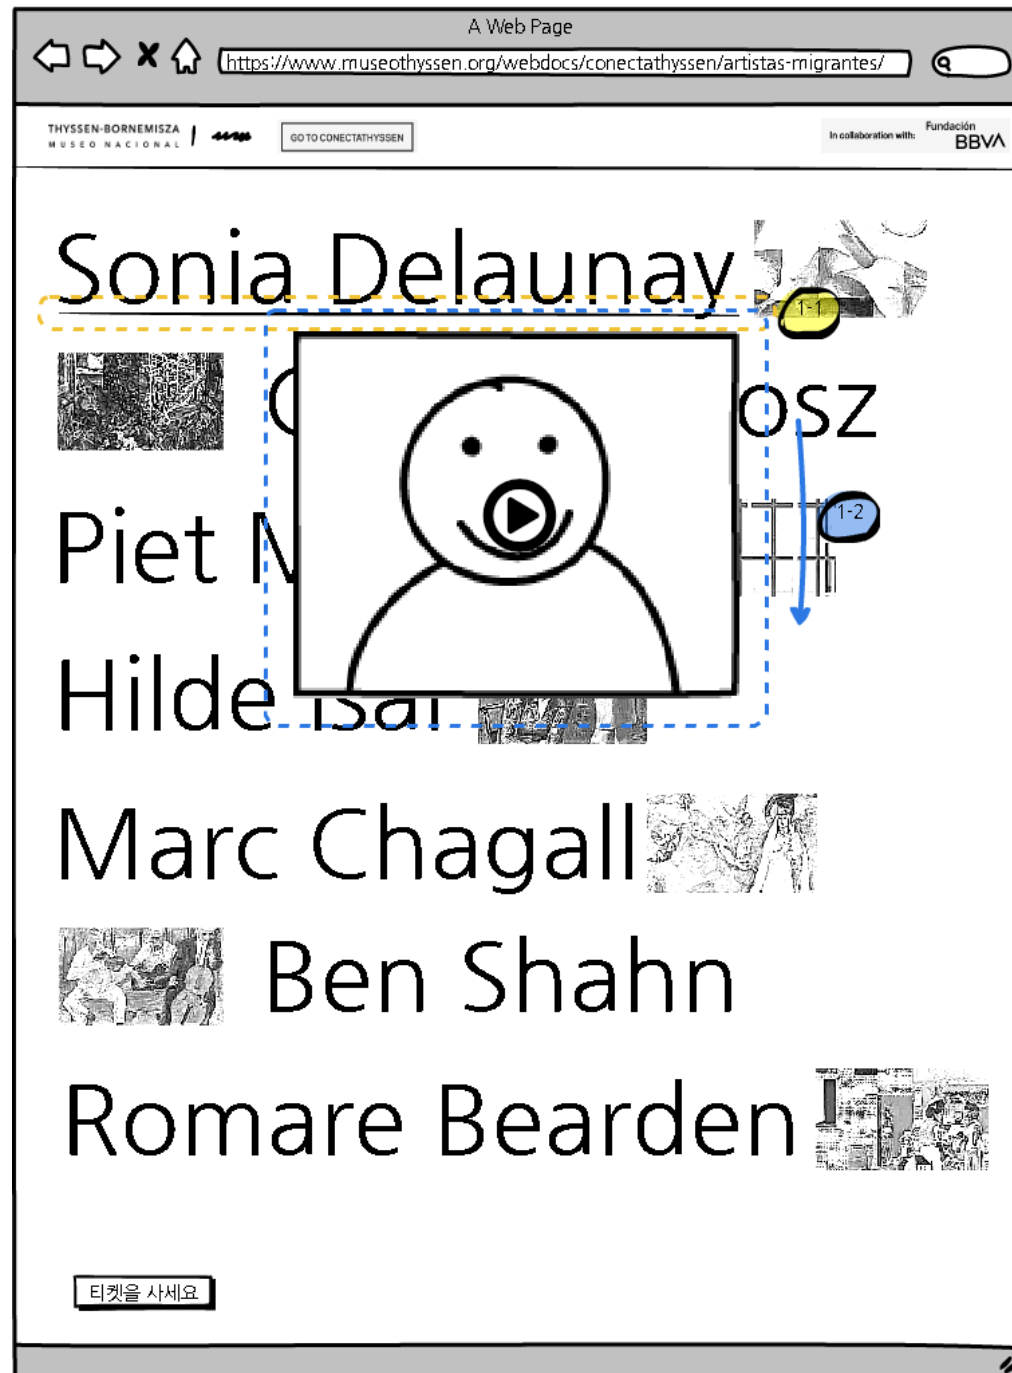 A Web Page
https://www.museothyssen.org/webdocs/conectathyssen/artistas-migrantes/
THYSSEN-BORNEMISZA
MUSEO NACIONAL
GO TO CONECTATHYSSEN
In collaboration with:
Fundación
BBVA
Sonia Delaunay
1-1
osz
Piet
1-2
Hilde
Marc Chagall
Ben Shahn
Romare Bearden
티켓을 사세요